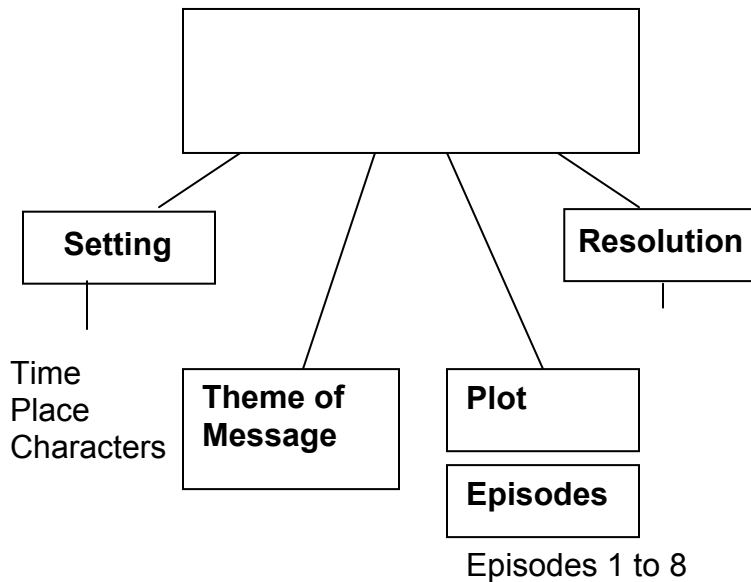 Setting
Resolution
Time
Place
Characters
Theme of
Message
Plot
Episodes
Episodes 1 to 8